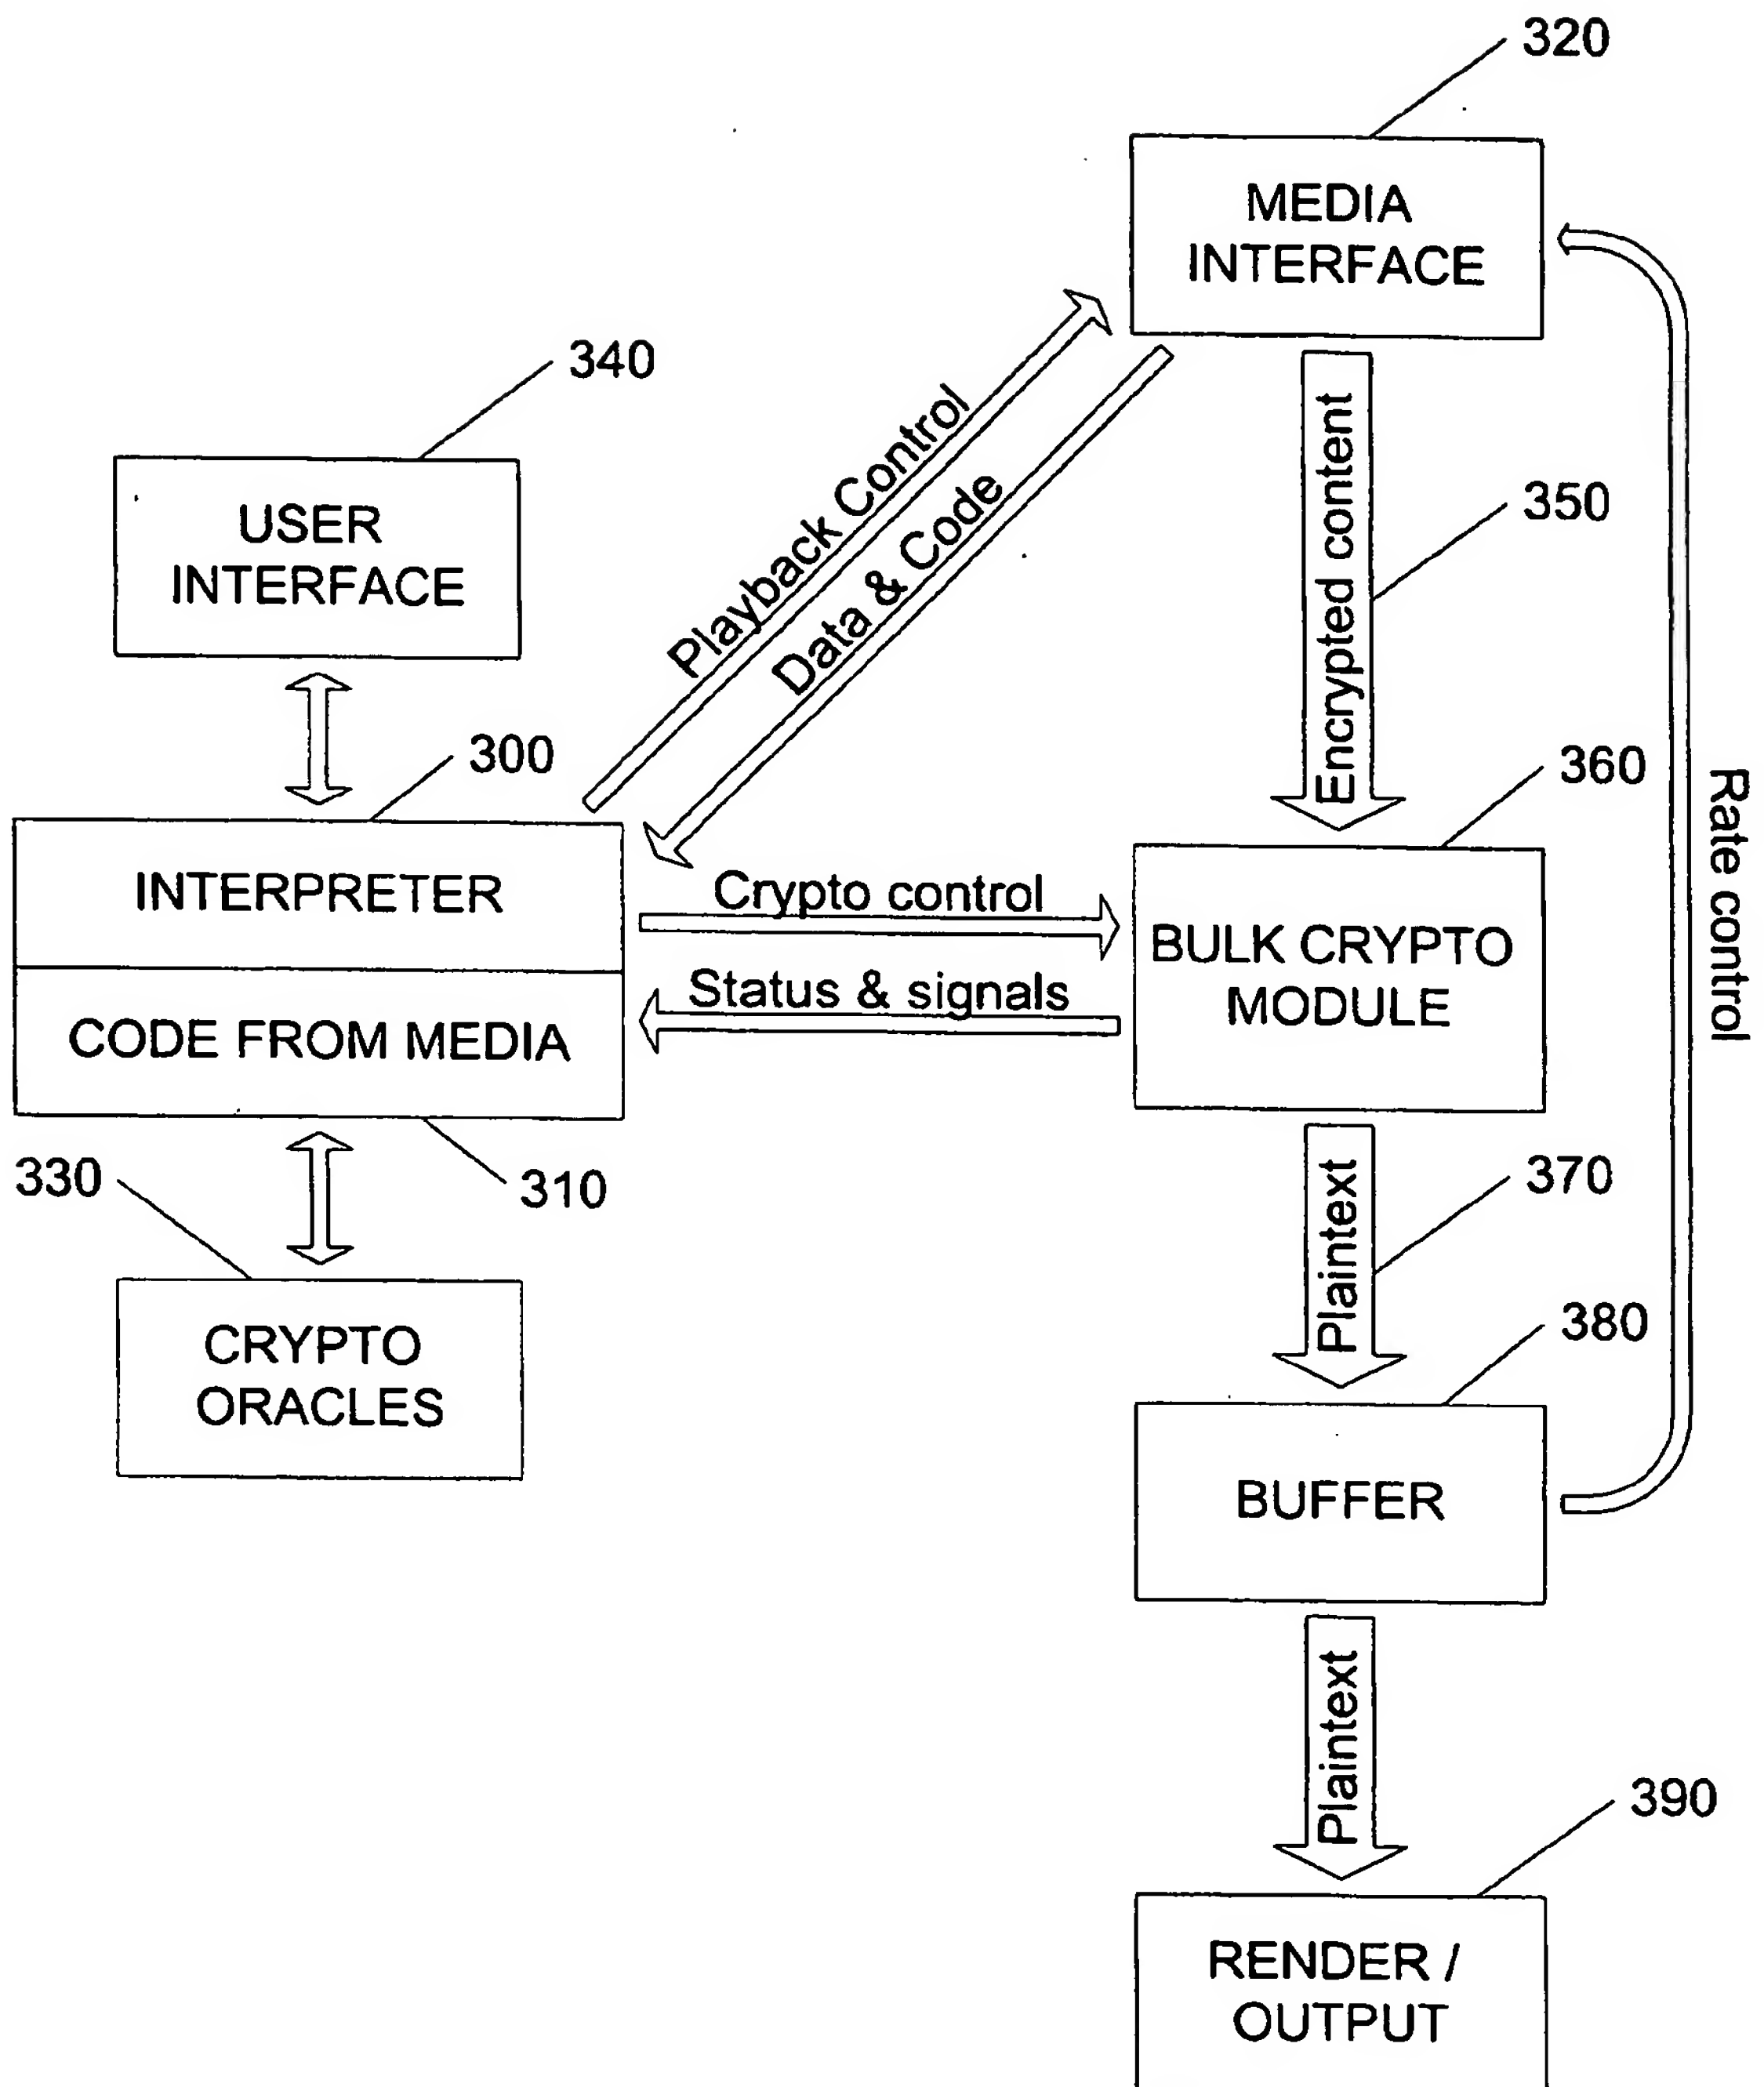 320
MEDIA
INTERFACE
340
USER
INTERFACE
Playback Control
Data & Code
Encrypted content
350
300
360
INTERPRETER
CODE FROM MEDIA
Crypto control
Status & signals
BULK CRYPTO
MODULE
Rate control
330
310
Plaintext
370
380
CRYPTO
ORACLES
BUFFER
Plaintext
390
RENDER /
OUTPUT